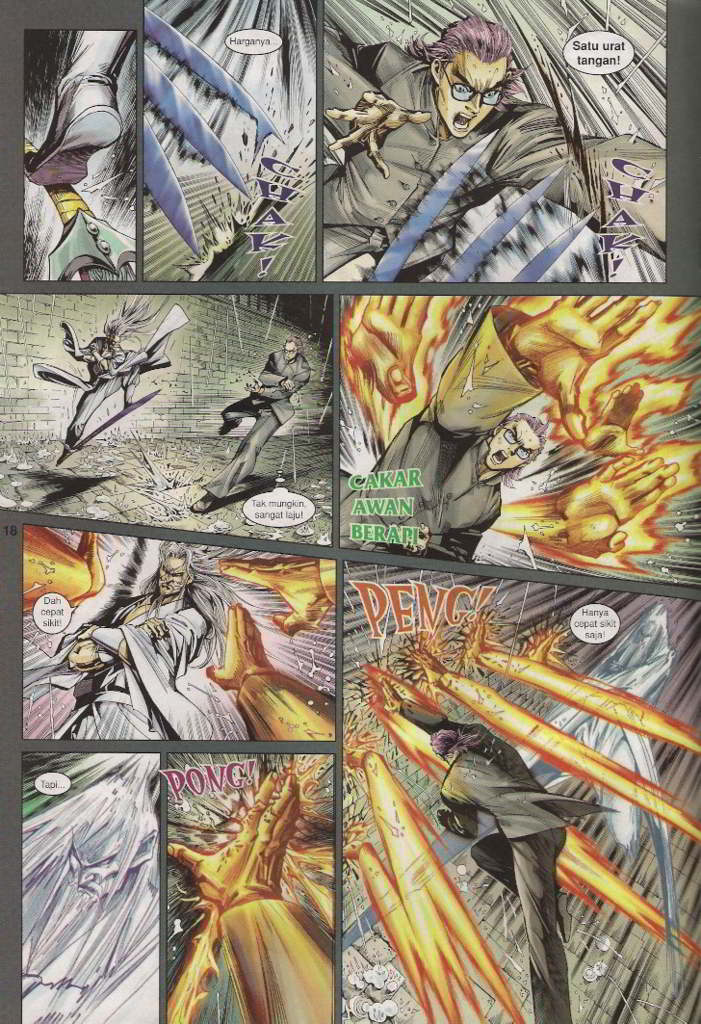 Harganya...
CHAK!
Satu urat
tangan!
CHAK!
Tak mungkin,
sangat laju!
CAKAR
AWAN
BERAPI
18
Dah
cepat
sikit!
PENG!
Hanya
cepat sikit
saja!
Tapi...
PONG!